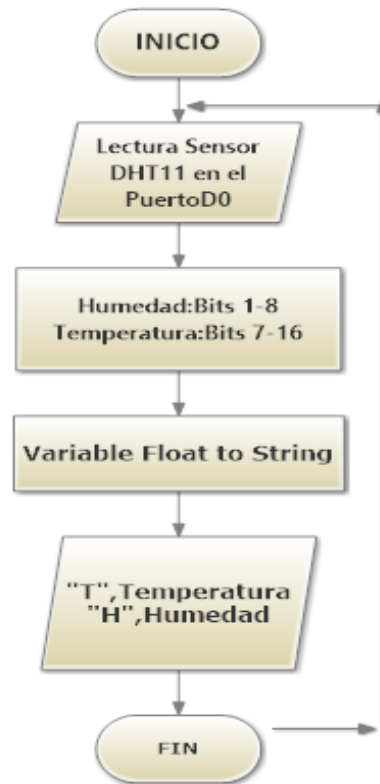 INICIO
Lectura Sensor
DHT11 en el
PuertoD0
Humedad:Bits 1-8
Temperatura:Bits 7-16
Variable Float to String
"T",Temperatura
"H",Humedad
FIN